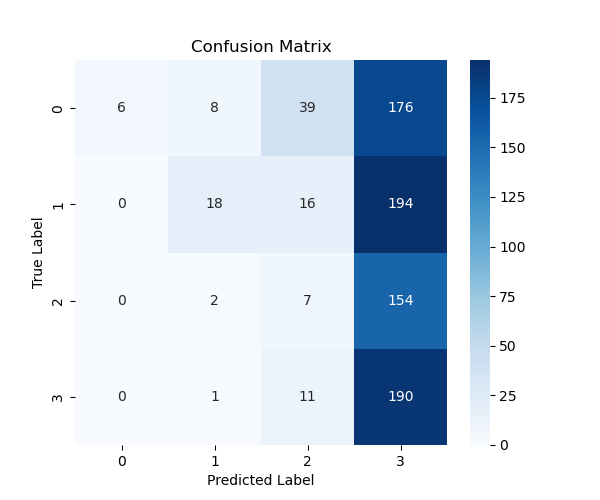 Confusion Matrix
0 6 8 39 176
1 0 18 16 194
2 0 2 7 154
3 0 1 11 190
0 1 2 3
True Label
Predicted Label
175
150
125
100
75
50
25
0